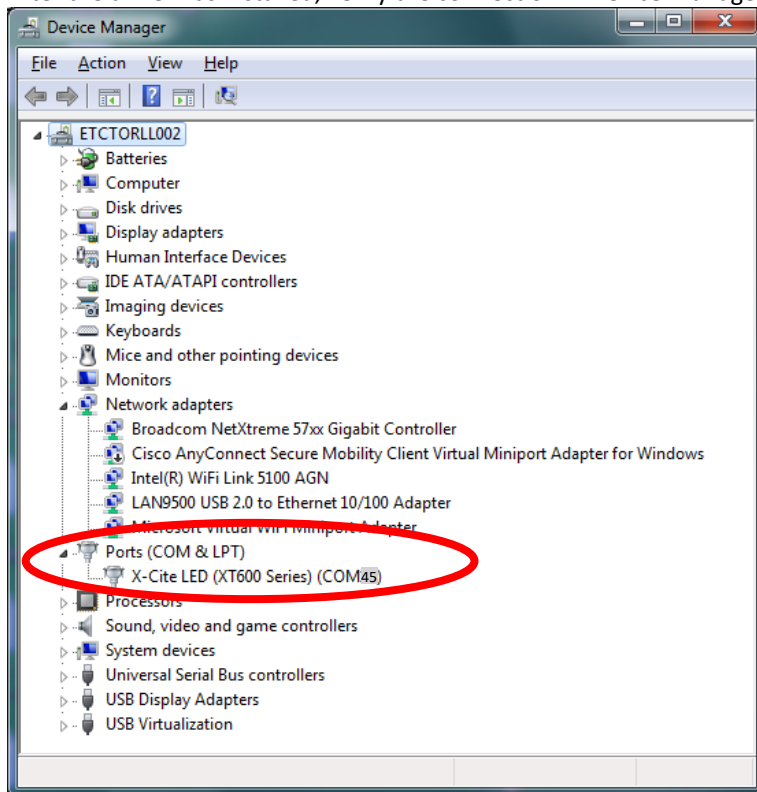 Device Manager
File Action View Help
ETCTORLL002
Batteries
Computer
Disk drives
Display adapters
Human Interface Devices
IDE ATA/ATAPI controllers
Imaging devices
Keyboards
Mice and other pointing devices
Monitors
Network adapters
Broadcom NetXtreme 57xx Gigabit Controller
Cisco AnyConnect Secure Mobility Client Virtual Miniport Adapter for Windows
Intel(R) WiFi Link 5100 AGN
LAN9500 USB 2.0 to Ethernet 10/100 Adapter
Microsoft Virtual WiFi Miniport Adapter
Ports (COM & LPT)
X-Cite LED (XT600 Series) (COM45)
Processors
Sound, video and game controllers
System devices
Universal Serial Bus controllers
USB Display Adapters
USB Virtualization